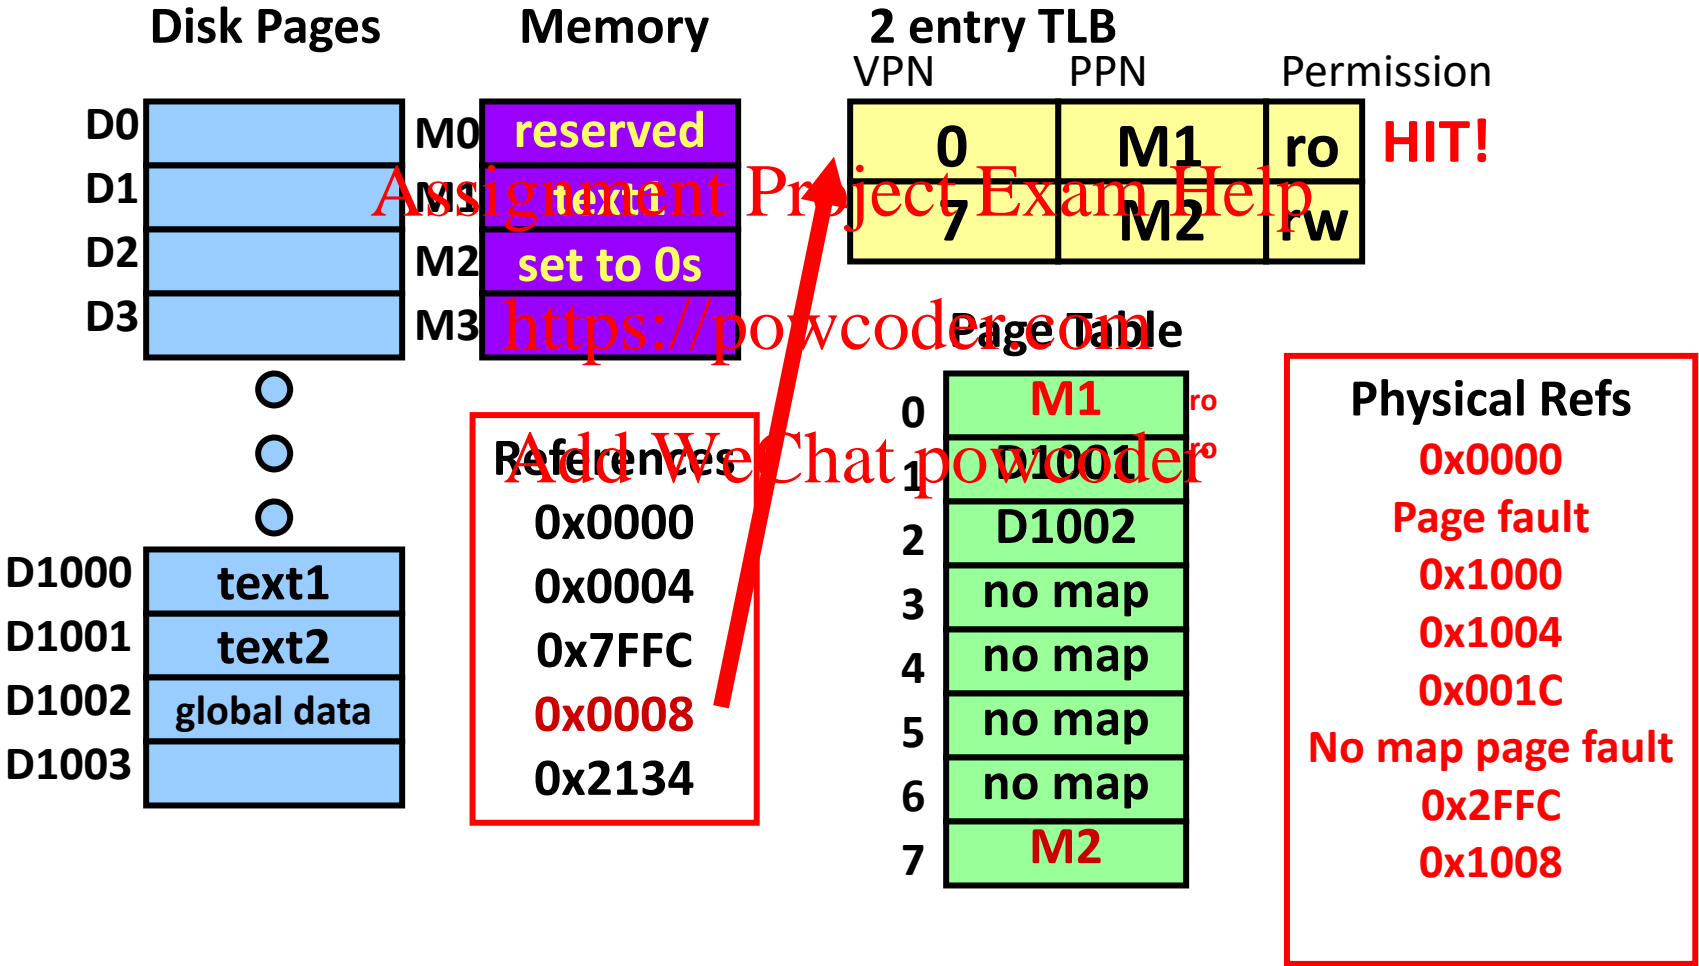 Disk Pages
Memory
2 entry TLB
VPN PPN Permission
D0
D1
D2
D3
D1000 text1
D1001 text2
D1002 global data
D1003
M0 reserved
M1 text1
M2 set to 0s
M3
0 M1 ro HIT!
7 M2 rw
Assignment Project Exam Help
https://powcoder.com
Add WeChat powcoder
References
0x0000
0x0004
0x7FFC
0x0008
0x2134
Page Table
0 M1 ro
1 D1001 ro
2 D1002
3 no map
4 no map
5 no map
6 no map
7 M2
Physical Refs
0x0000
Page fault
0x1000
0x1004
0x001C
No map page fault
0x2FFC
0x1008